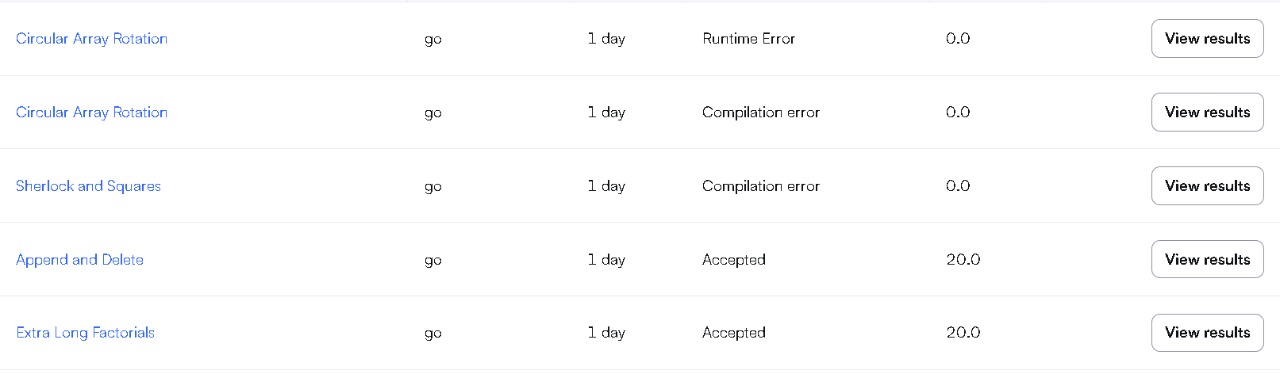 Circular Array Rotation go 1 day Runtime Error 0.0 View results
Circular Array Rotation go 1 day Compilation error 0.0 View results
Sherlock and Squares go 1 day Compilation error 0.0 View results
Append and Delete go 1 day Accepted 20.0 View results
Extra Long Factorials go 1 day Accepted 20.0 View results